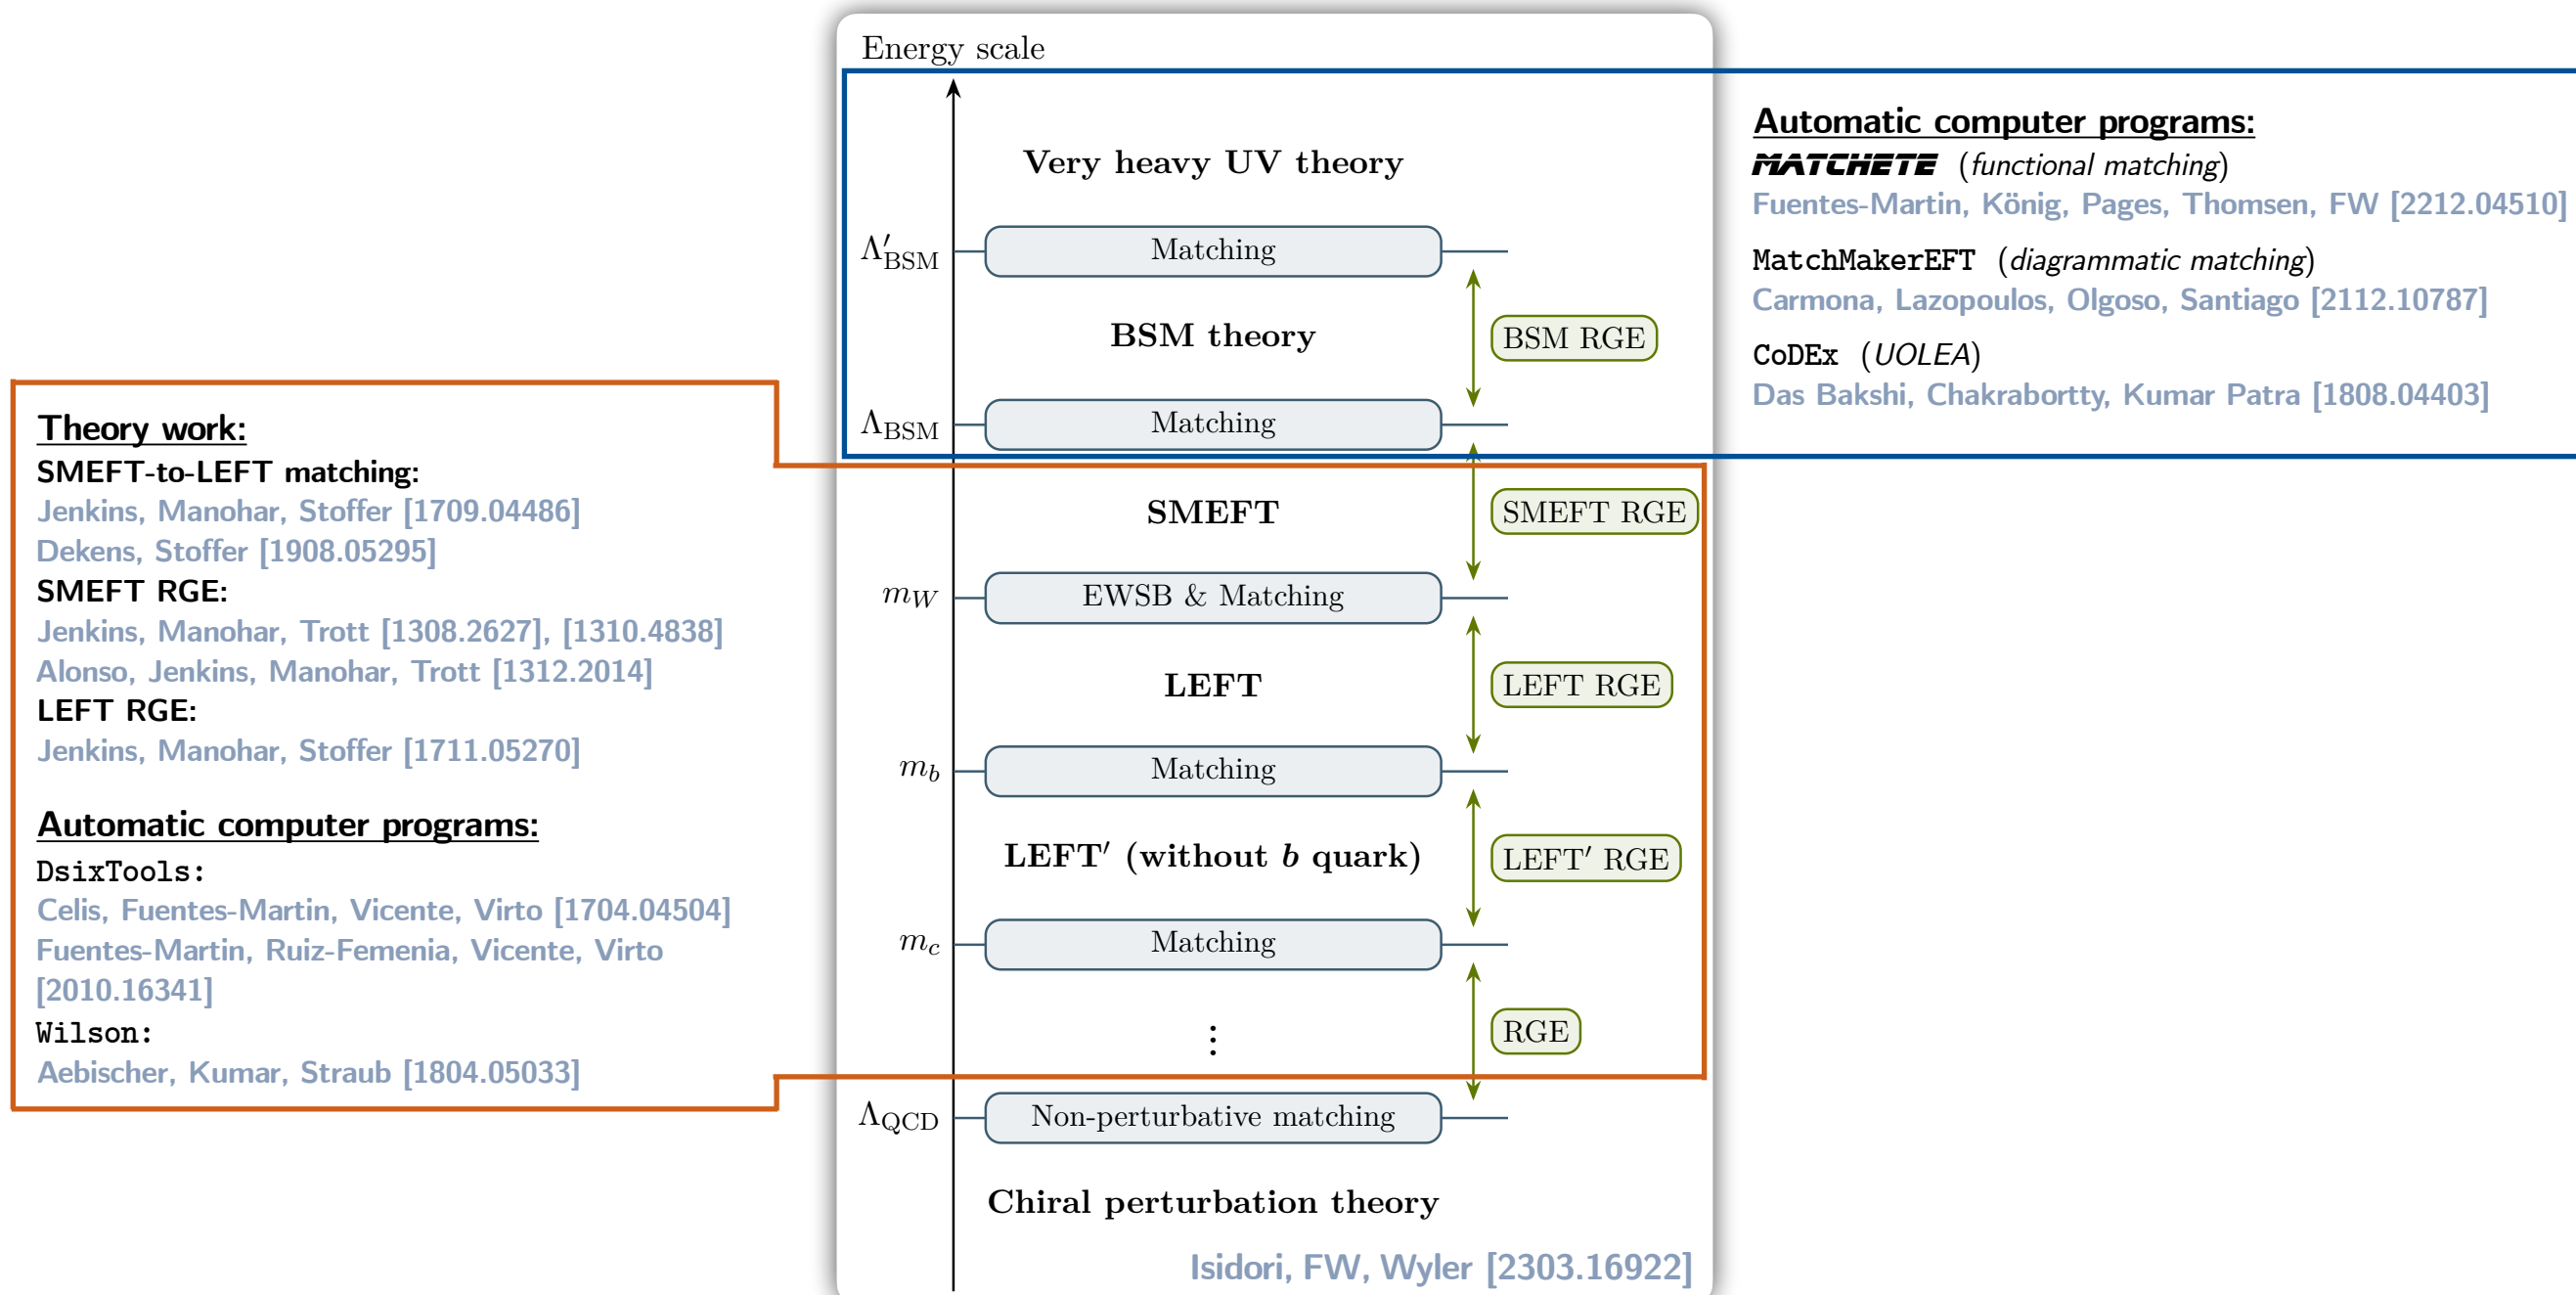 Energy scale
Very heavy UV theory
Λ′BSM
Matching
BSM theory
BSM RGE
ΛBSM
Matching
SMEFT
SMEFT RGE
mW
EWSB & Matching
LEFT
LEFT RGE
mb
Matching
LEFT′ (without b quark)
LEFT′ RGE
mc
Matching
⋮
RGE
ΛQCD
Non-perturbative matching
Chiral perturbation theory
Isidori, FW, Wyler [2303.16922]
Automatic computer programs:
MATCHETE (functional matching)
Fuentes-Martin, König, Pages, Thomsen, FW [2212.04510]
MatchMakerEFT (diagrammatic matching)
Carmona, Lazopoulos, Olgoso, Santiago [2112.10787]
CoDEx (UOLEA)
Das Bakshi, Chakrabortty, Kumar Patra [1808.04403]
Theory work:
SMEFT-to-LEFT matching:
Jenkins, Manohar, Stoffer [1709.04486]
Dekens, Stoffer [1908.05295]
SMEFT RGE:
Jenkins, Manohar, Trott [1308.2627], [1310.4838]
Alonso, Jenkins, Manohar, Trott [1312.2014]
LEFT RGE:
Jenkins, Manohar, Stoffer [1711.05270]
Automatic computer programs:
DsixTools:
Celis, Fuentes-Martin, Vicente, Virto [1704.04504]
Fuentes-Martin, Ruiz-Femenia, Vicente, Virto
[2010.16341]
Wilson:
Aebischer, Kumar, Straub [1804.05033]